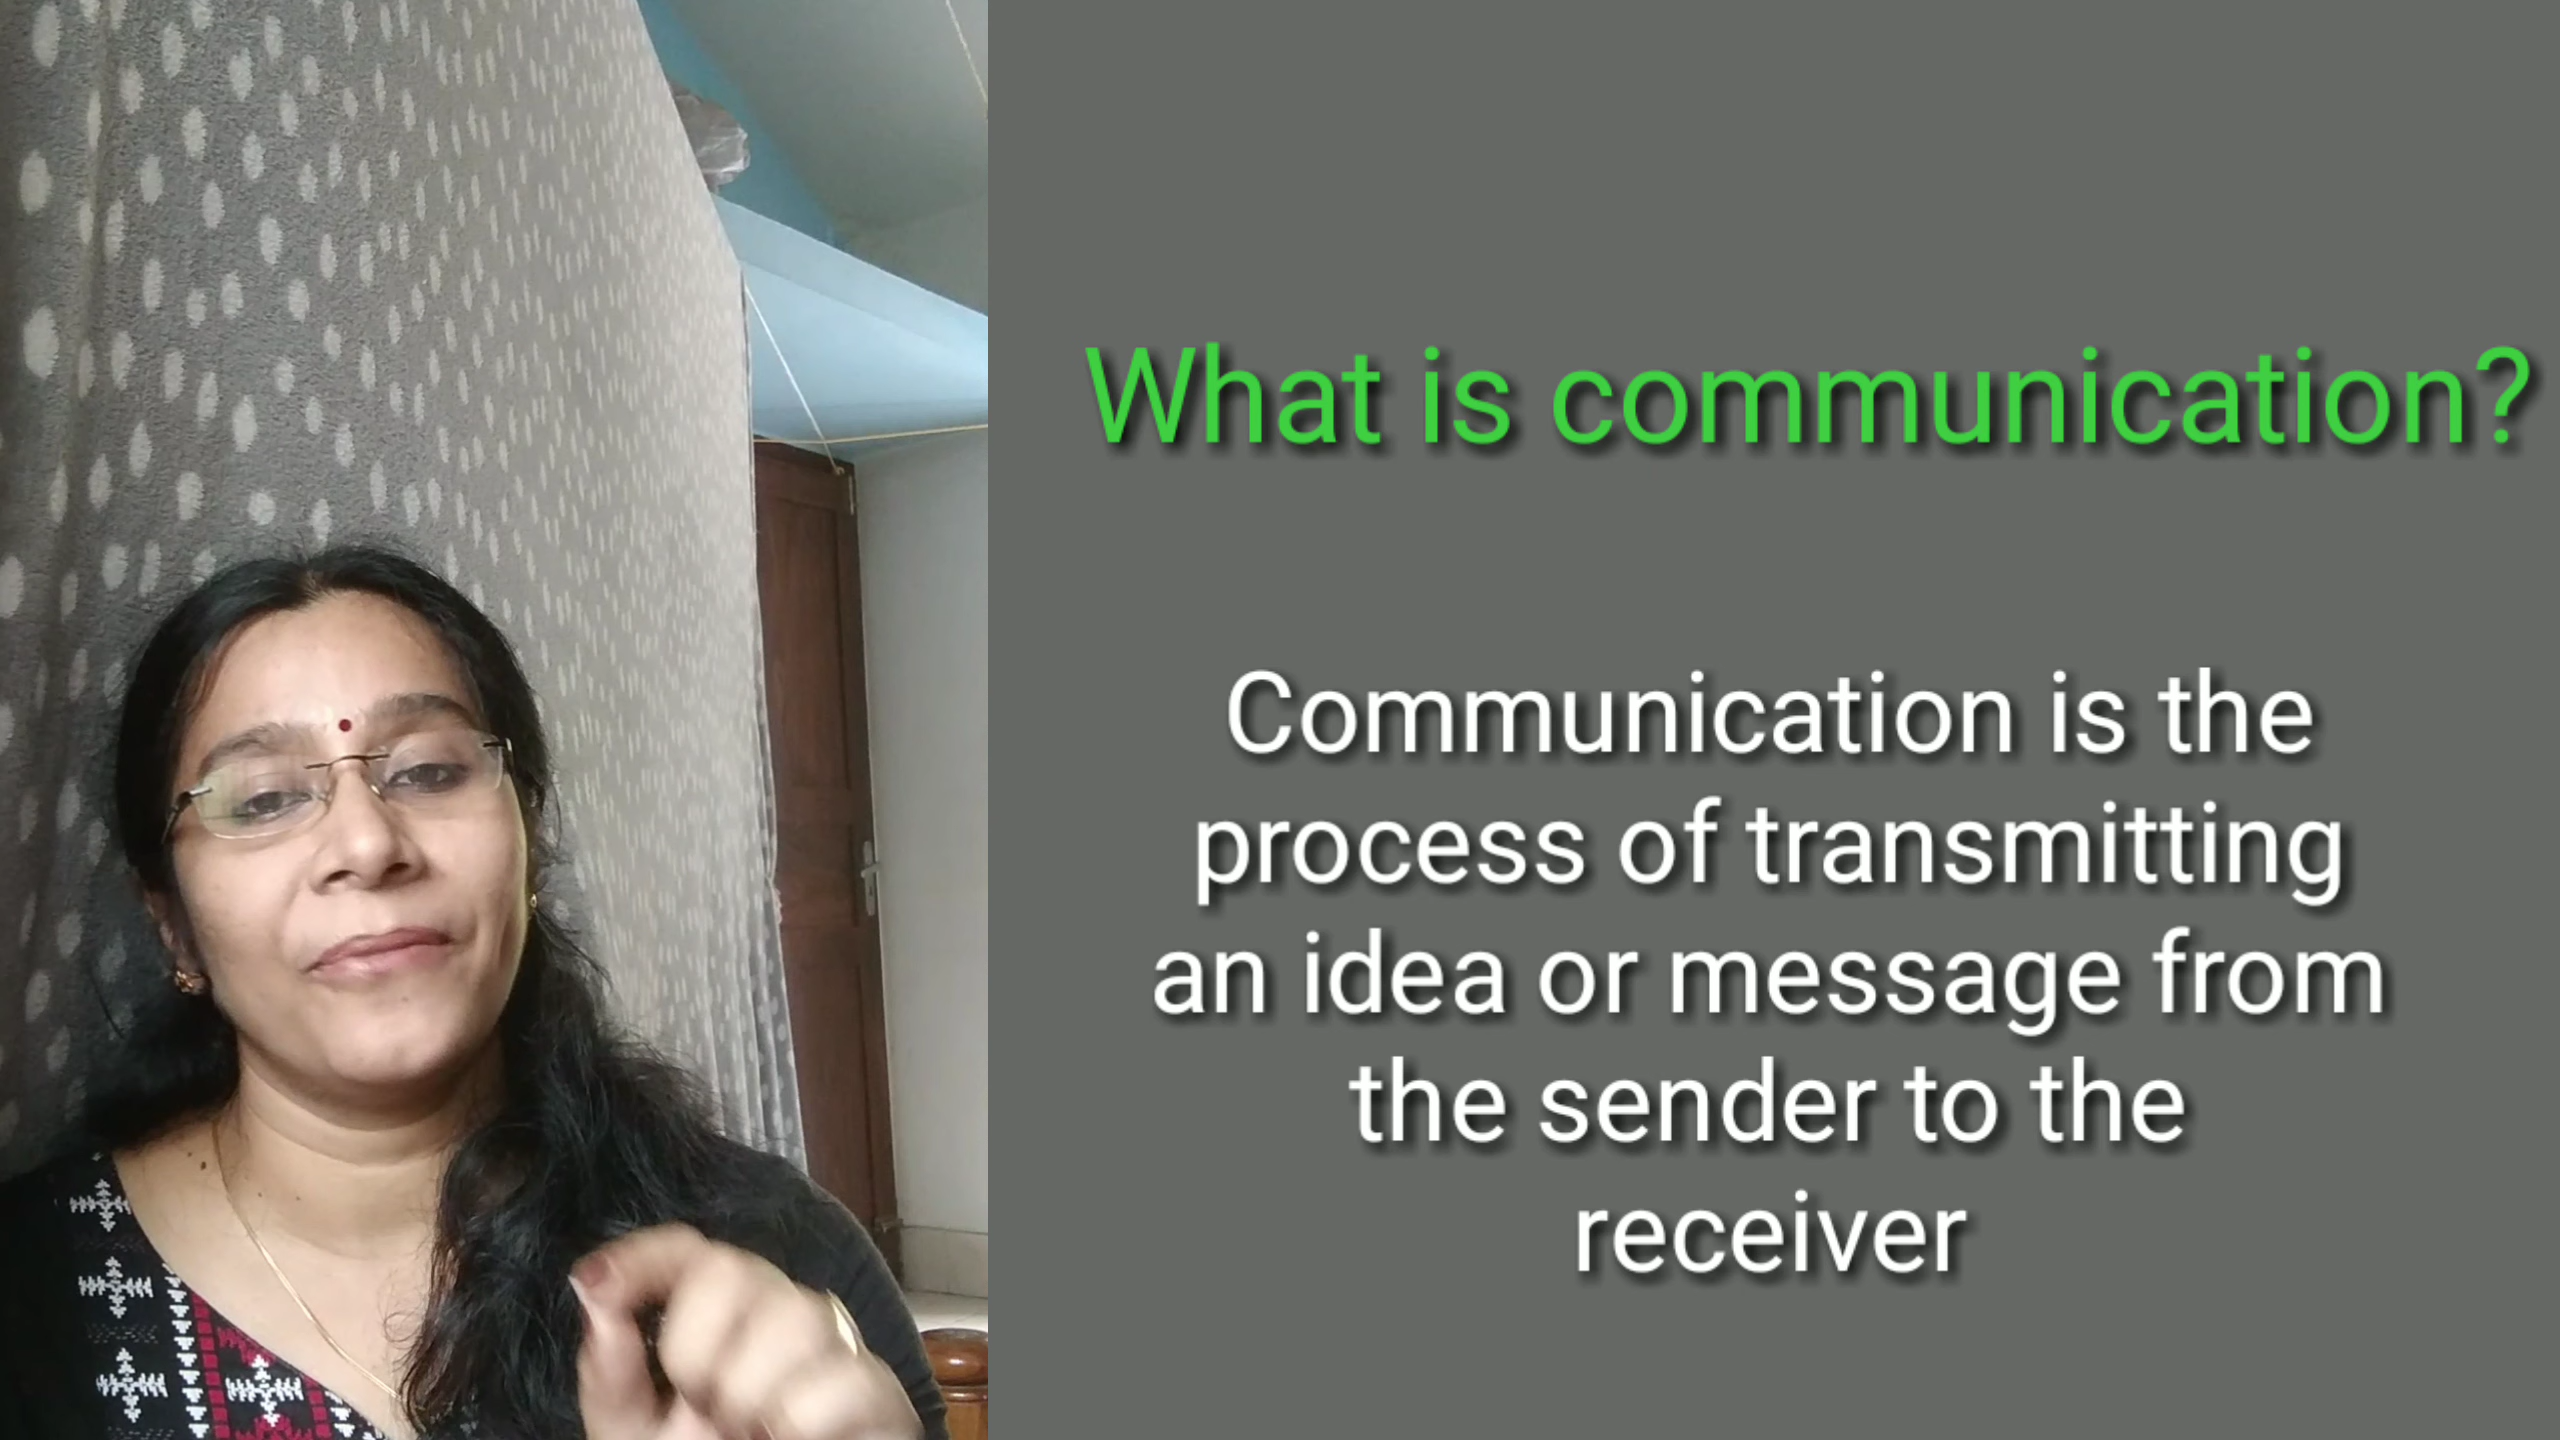 What is communication?
Communication is the
process of transmitting
an idea or message from
the sender to the
receiver